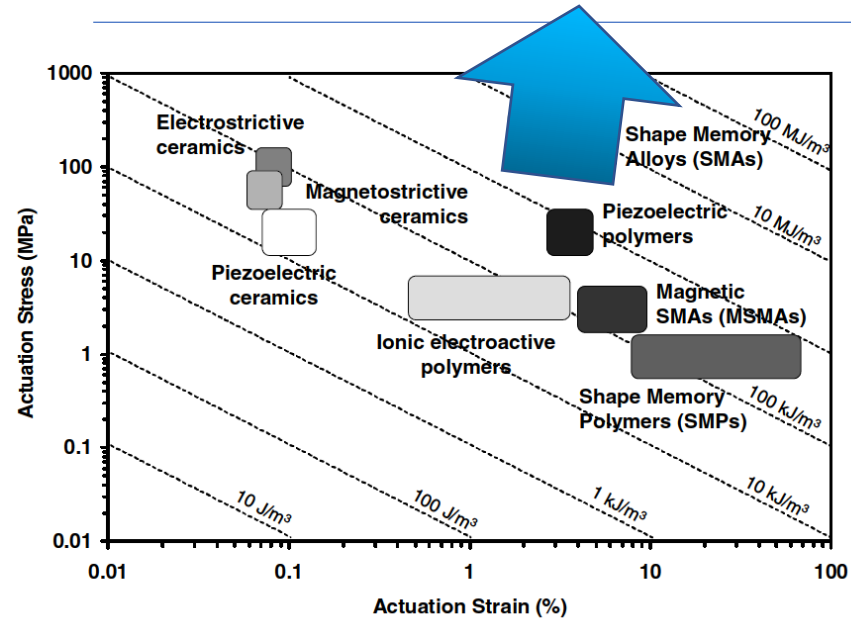 1000
100
10
1
0.1
0.01
Actuation Stress (MPa)
Electrostrictive
ceramics
Magnetostrictive
ceramics
Piezoelectric
ceramics
Ionic electroactive
polymers
Shape Memory
Alloys (SMAs)
Piezoelectric
polymers
Magnetic
SMAs (MSMAs)
Shape Memory
Polymers (SMPs)
100 MJ/m³
10 MJ/m³
100 kJ/m³
10 kJ/m³
1 kJ/m³
100 J/m³
10 J/m³
0.01
0.1
1
10
100
Actuation Strain (%)